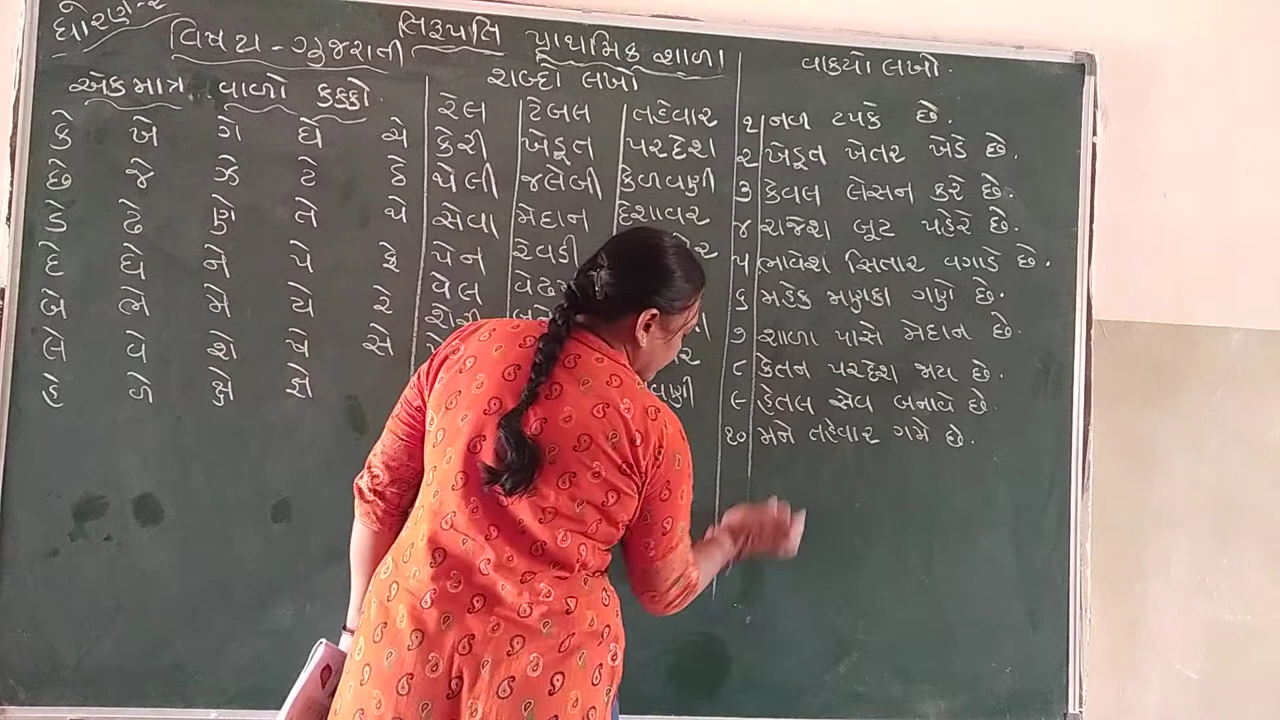 ધોરણ-૨
સિરૂપાસિ પ્રાથમિક શાળા
વિષય - ગુજરાતી
એકમાત્ર વાળો કક્કો.
કે ખે ગે ઘે ચે
છે જે ઝે ટે ઠે
ડે ઢે ણે તે થે
દે ધે ને પે ફે
બે ભે મે યે રે
લે વે શે ષે સે
હે ળે ક્ષે જ્ઞે
શબ્દો લખો
રેલ ટેબલ તહેવાર
કેરી ખેડૂત પરદેશ
થેલી જલેબી કેળવણી
સેવા મેદાન દેશાવર
પેન રેવડી
વેલ
વાક્યો લખો.
૧ નળ ટપકે છે.
૨ ખેડૂત ખેતર ખેડે છે.
૩ કેવલ લેસન કરે છે.
૪ રાજેશ બૂટ પહેરે છે.
૫ ભાવેશ સિતાર વગાડે છે.
૬ મહેક મણકા ગણે છે.
૭ શાળા પાસે મેદાન છે.
૮ કેતન પરદેશ જાય છે.
૯ હેતલ સેવ બનાવે છે.
૧૦ મને તહેવાર ગમે છે.